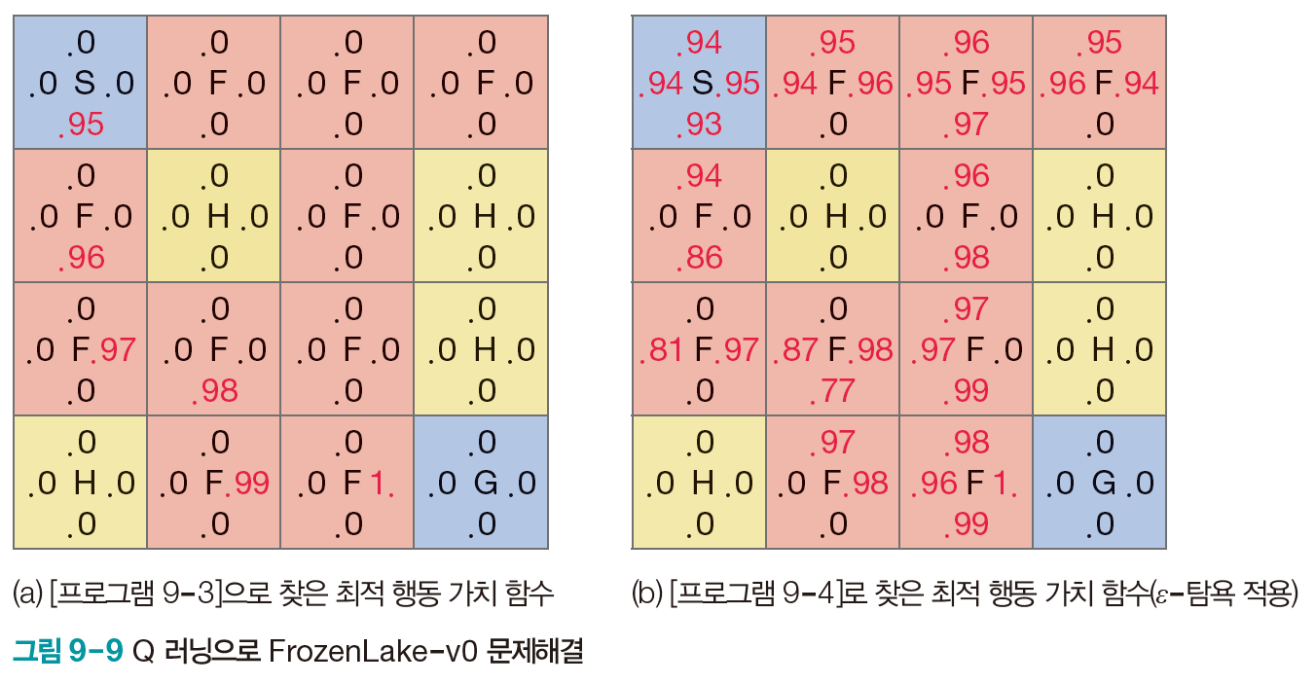 .0 .0 .0 .0
.0 S .0 .0 F .0 .0 F .0 .0 F .0
.95 .0 .0 .0
.0 .0 .0 .0
.0 F .0 .0 H .0 .0 F .0 .0 H .0
.96 .0 .0 .0
.0 .0 .0 .0
.0 F .97 .0 F .0 .0 F .0 .0 H .0
.0 .98 .0 .0
.0 .0 .0 .0
.0 H .0 .0 F .99 .0 F 1. .0 G .0
.0 .0 .0 .0
(a) [프로그램 9-3]으로 찾은 최적 행동 가치 함수
.94 .95 .96 .95
.94 S .95 .94 F .96 .95 F .95 .96 F .94
.93 .0 .97 .0
.94 .0 .96 .0
.0 F .0 .0 H .0 .0 F .0 .0 H .0
.86 .0 .98 .0
.0 .0 .97 .0
.81 F .97 .87 F .98 .97 F .0 .0 H .0
.0 .77 .99 .0
.0 .97 .98 .0
.0 H .0 .0 F .98 .96 F 1. .0 G .0
.0 .0 .99 .0
(b) [프로그램 9-4]로 찾은 최적 행동 가치 함수(ε-탐욕 적용)
그림 9-9 Q 러닝으로 FrozenLake-v0 문제해결